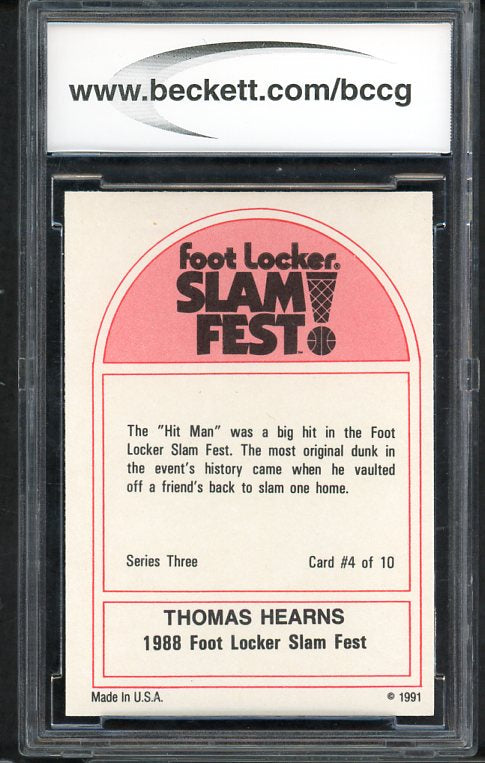 www.beckett.com/bccg
foot Locker®
SLAM
FEST!™
The "Hit Man" was a big hit in the Foot
Locker Slam Fest. The most original dunk in
the event's history came when he vaulted
off a friend's back to slam one home.
Series Three Card #4 of 10
THOMAS HEARNS
1988 Foot Locker Slam Fest
Made In U.S.A. © 1991